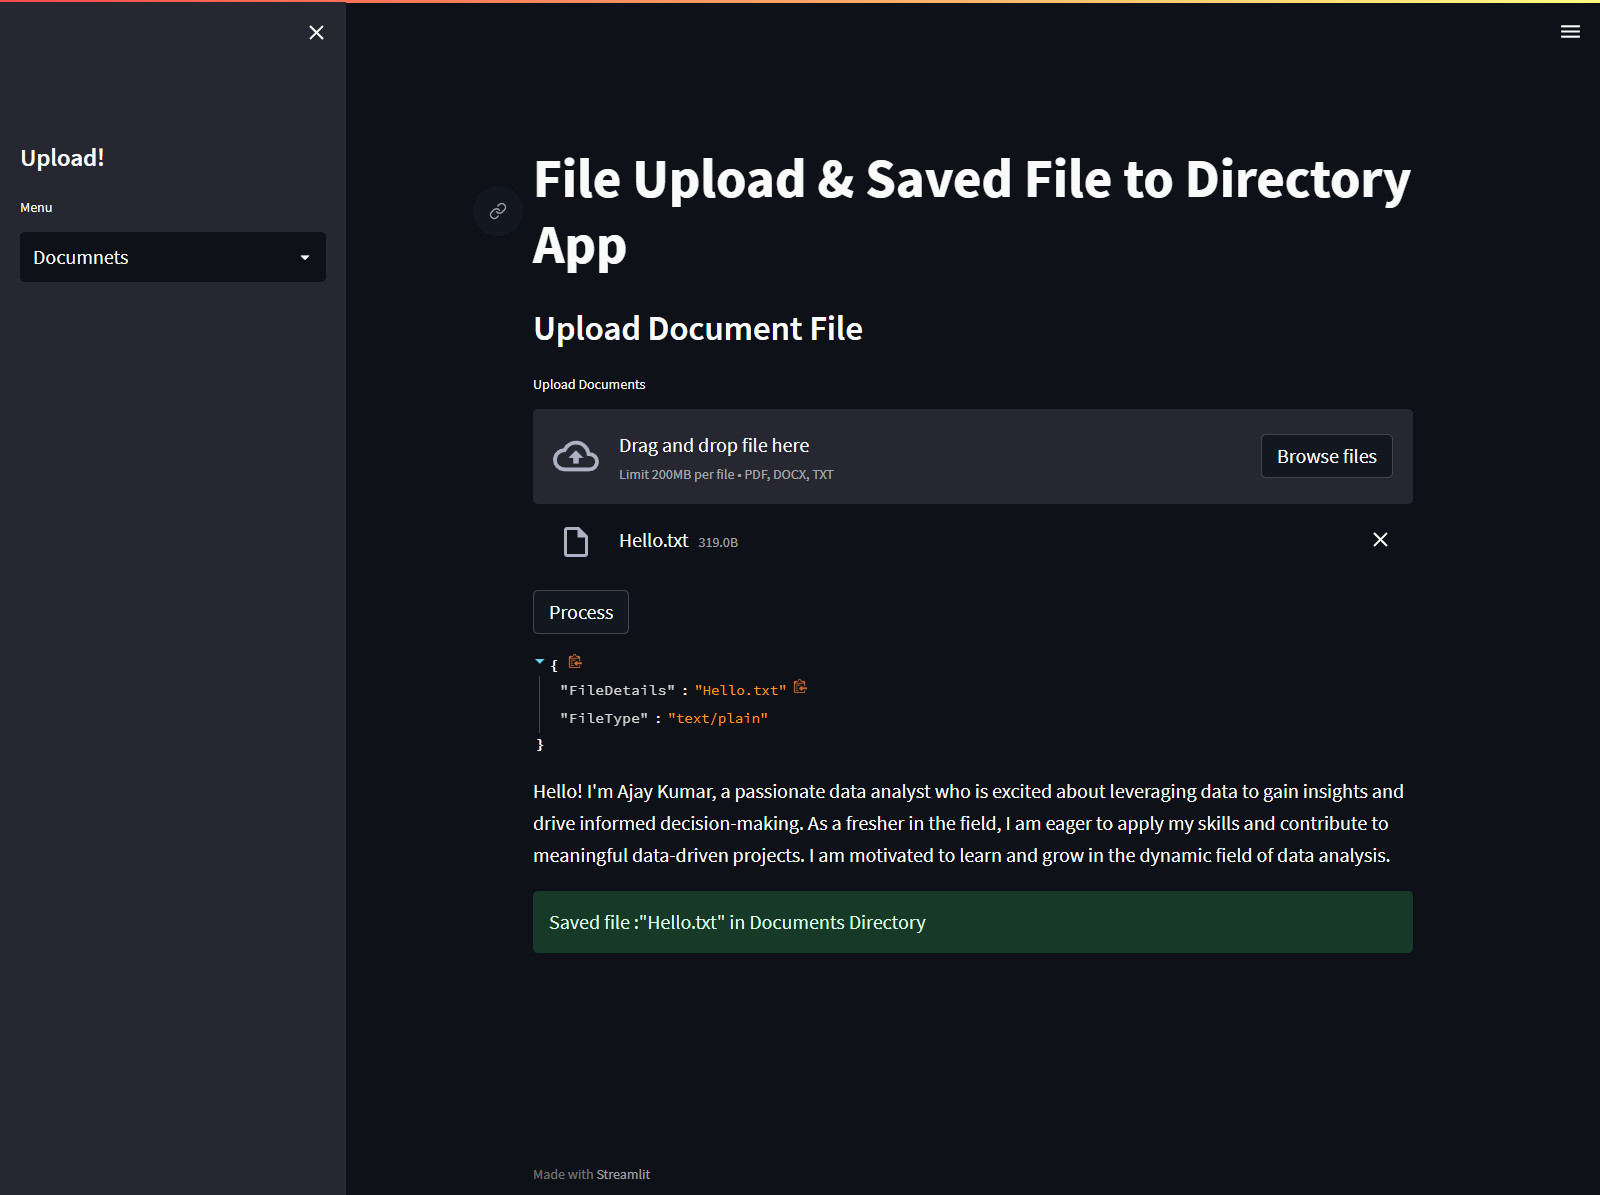 Upload!
Menu
Documnets
File Upload & Saved File to Directory
App
Upload Document File
Upload Documents
Drag and drop file here
Limit 200MB per file • PDF, DOCX, TXT
Browse files
Hello.txt 319.0B
Process
{
"FileDetails" : "Hello.txt"
"FileType" : "text/plain"
}
Hello! I'm Ajay Kumar, a passionate data analyst who is excited about leveraging data to gain insights and
drive informed decision-making. As a fresher in the field, I am eager to apply my skills and contribute to
meaningful data-driven projects. I am motivated to learn and grow in the dynamic field of data analysis.
Saved file :"Hello.txt" in Documents Directory
Made with Streamlit